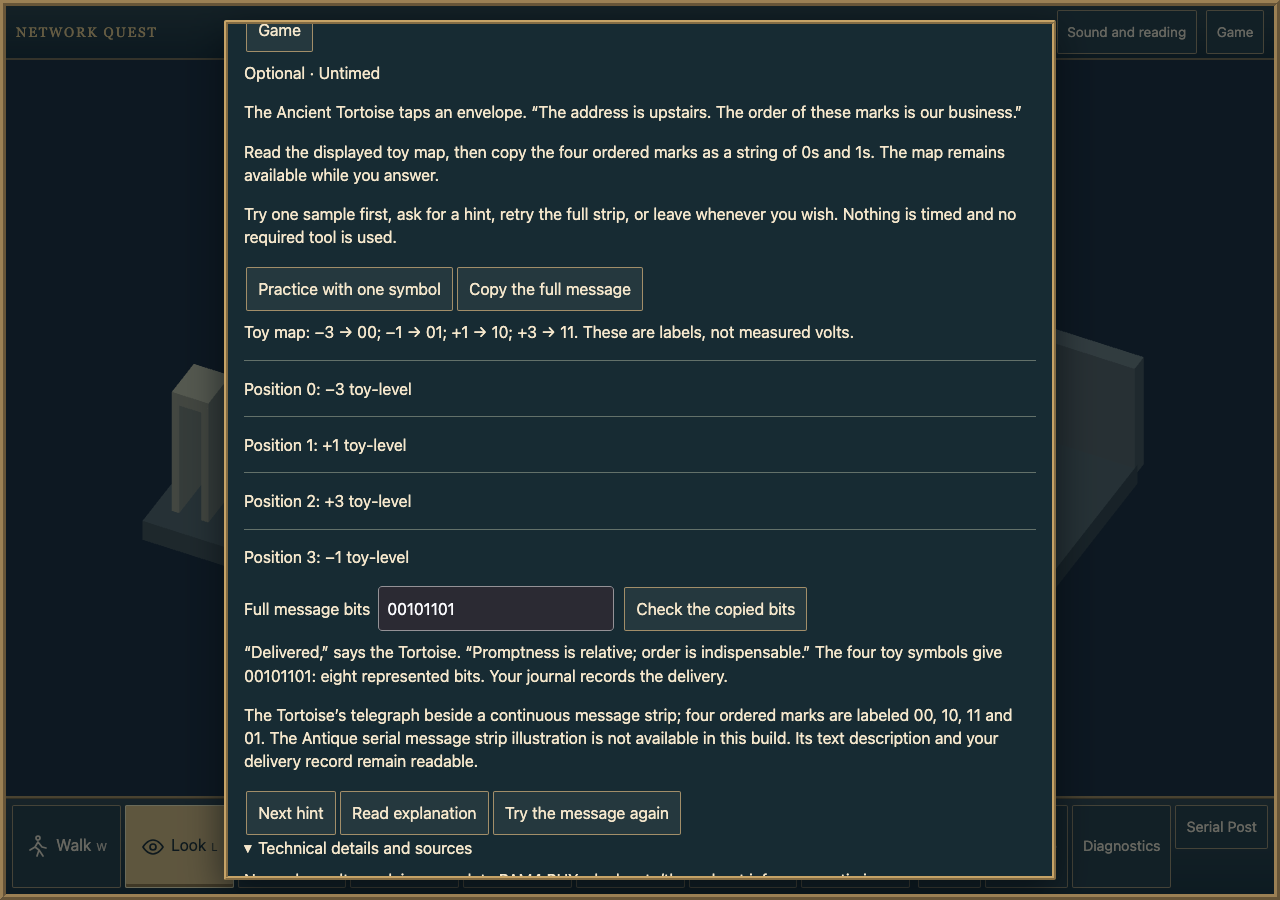 NETWORK QUEST
Sound and reading
Game
Game
Optional · Untimed
The Ancient Tortoise taps an envelope. “The address is upstairs. The order of these marks is our business.”
Read the displayed toy map, then copy the four ordered marks as a string of 0s and 1s. The map remains
available while you answer.
Try one sample first, ask for a hint, retry the full strip, or leave whenever you wish. Nothing is timed and no
required tool is used.
Practice with one symbol
Copy the full message
Toy map: −3 → 00; −1 → 01; +1 → 10; +3 → 11. These are labels, not measured volts.
Position 0: −3 toy-level
Position 1: +1 toy-level
Position 2: +3 toy-level
Position 3: −1 toy-level
Full message bits
00101101
Check the copied bits
“Delivered,” says the Tortoise. “Promptness is relative; order is indispensable.” The four toy symbols give
00101101: eight represented bits. Your journal records the delivery.
The Tortoise’s telegraph beside a continuous message strip; four ordered marks are labeled 00, 10, 11 and
01. The Antique serial message strip illustration is not available in this build. Its text description and your
delivery record remain readable.
Next hint
Read explanation
Try the message again
▾ Technical details and sources
Walk W
Look L
Diagnostics
Serial Post